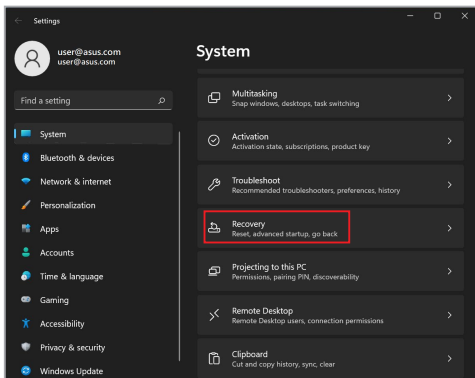 Settings
user@asus.com
user@asus.com
Find a setting
System
Bluetooth & devices
Network & internet
Personalization
Apps
Accounts
Time & language
Gaming
Accessibility
Privacy & security
Windows Update
System
Multitasking
Snap windows, desktops, task switching
Activation
Activation state, subscriptions, product key
Troubleshoot
Recommended troubleshooters, preferences, history
Recovery
Reset, advanced startup, go back
Projecting to this PC
Permissions, pairing PIN, discoverability
Remote Desktop
Remote Desktop users, connection permissions
Clipboard
Cut and copy history, sync, clear